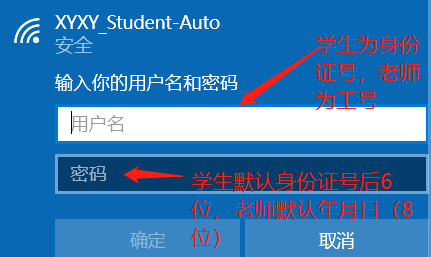 XYXY_Student-Auto
安全
输入你的用户名和密码
用户名
学生为身份
证号，老师
为工号
密码
学生默认身份证号后6
位，老师默认年月日（8
位）
确定
取消